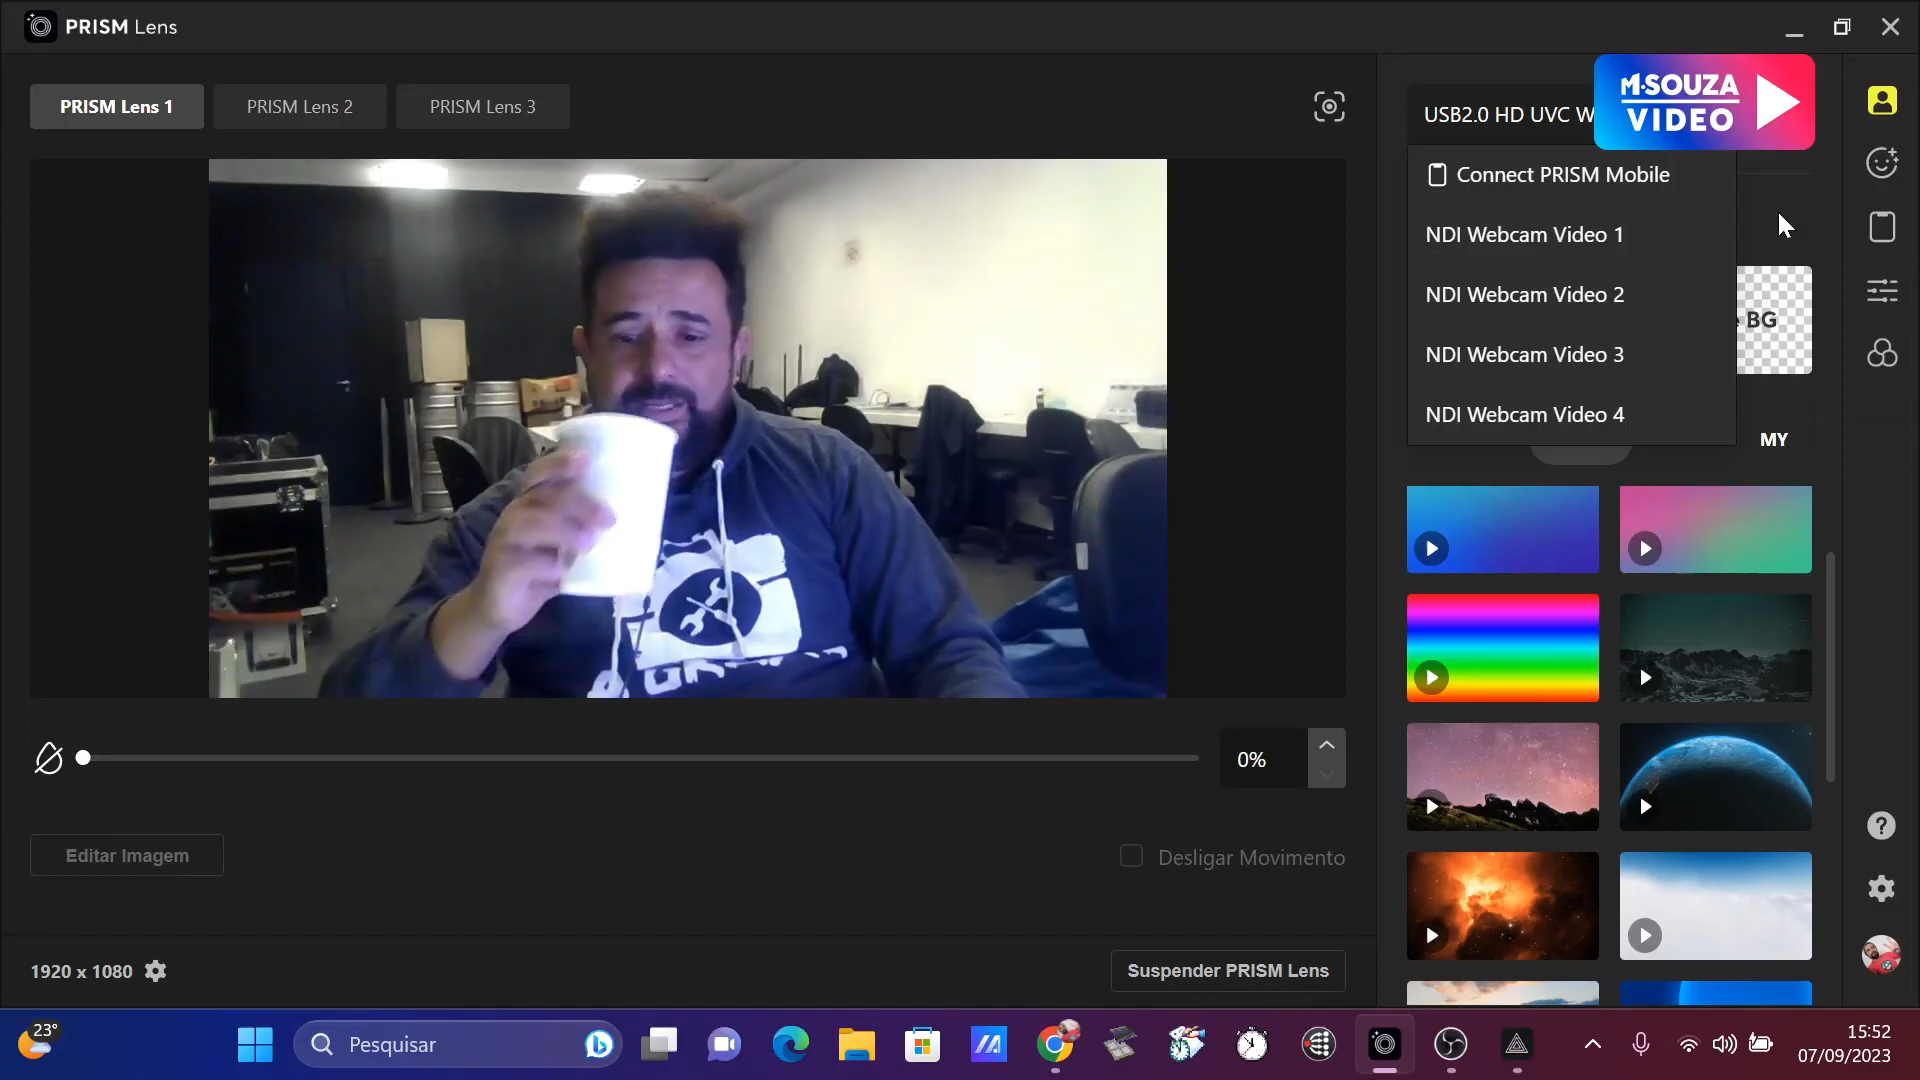 PRISM Lens
PRISM Lens 1
PRISM Lens 2
PRISM Lens 3
USB2.0 HD UVC W
M·SOUZA
VIDEO
Connect PRISM Mobile
NDI Webcam Video 1
NDI Webcam Video 2
NDI Webcam Video 3
NDI Webcam Video 4
BG
MY
0%
Editar Imagem
Desligar Movimento
1920 x 1080
Suspender PRISM Lens
23°
Pesquisar
15:52
07/09/2023